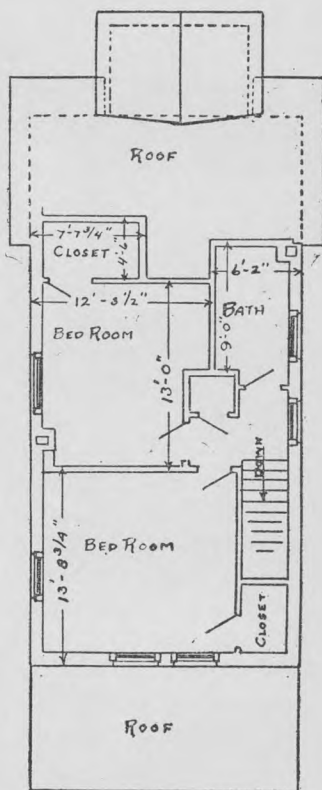 ROOF
7'-7 3/4"
CLOSET
4'-6"
6'-2"
12'-3 1/2"
BATH
BED ROOM
9'-0"
13'-0"
DOWN
BED ROOM
13'-8 3/4"
CLOSET
ROOF